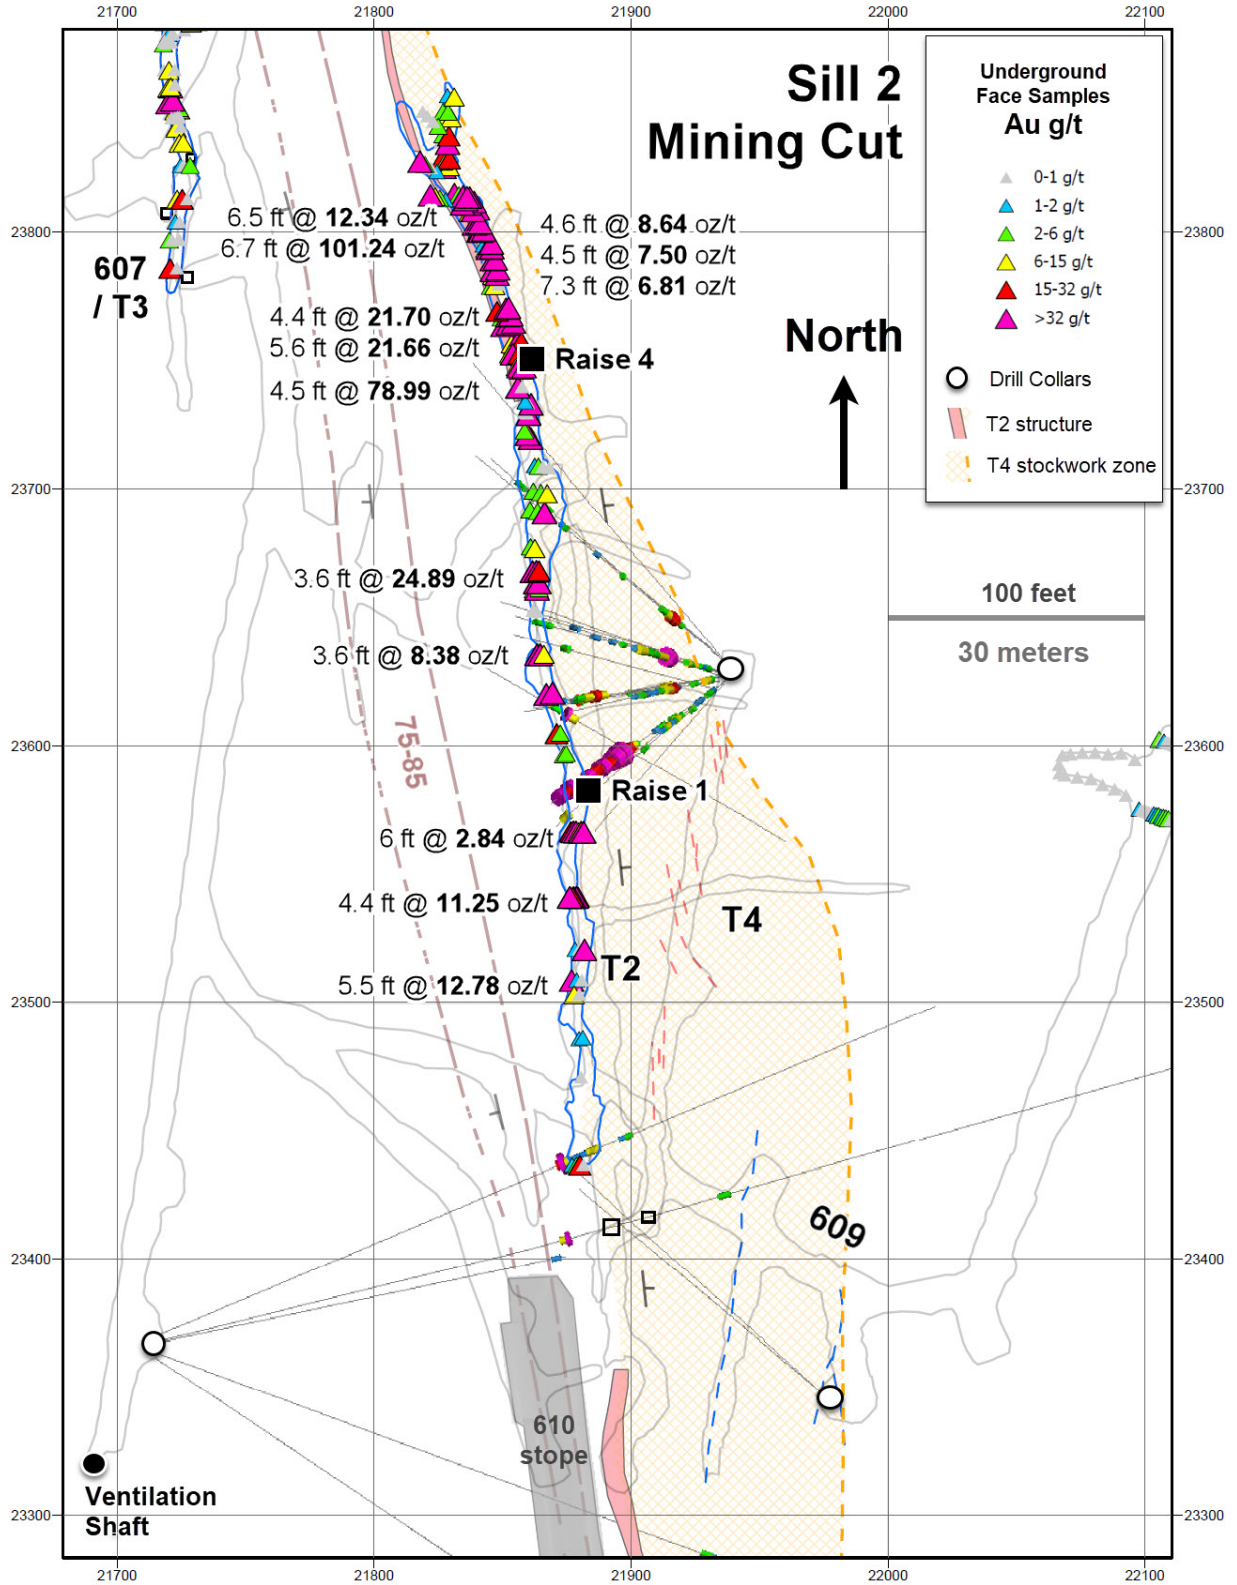 21700 21800 21900 22000 22100
Sill 2
Mining Cut
Underground
Face Samples
Au g/t
0-1 g/t
1-2 g/t
2-6 g/t
6-15 g/t
15-32 g/t
>32 g/t
Drill Collars
T2 structure
T4 stockwork zone
23800 23800
6.5 ft @ 12.34 oz/t
6.7 ft @ 101.24 oz/t
4.6 ft @ 8.64 oz/t
4.5 ft @ 7.50 oz/t
7.3 ft @ 6.81 oz/t
607
/ T3
4.4 ft @ 21.70 oz/t
5.6 ft @ 21.66 oz/t
4.5 ft @ 78.99 oz/t
Raise 4
North
23700 23700
3.6 ft @ 24.89 oz/t
100 feet
30 meters
3.6 ft @ 8.38 oz/t
75-85
23600 23600
Raise 1
6 ft @ 2.84 oz/t
4.4 ft @ 11.25 oz/t
T4
T2
5.5 ft @ 12.78 oz/t
23500 23500
609
23400 23400
610
stope
Ventilation
Shaft
23300 23300
21700 21800 21900 22000 22100